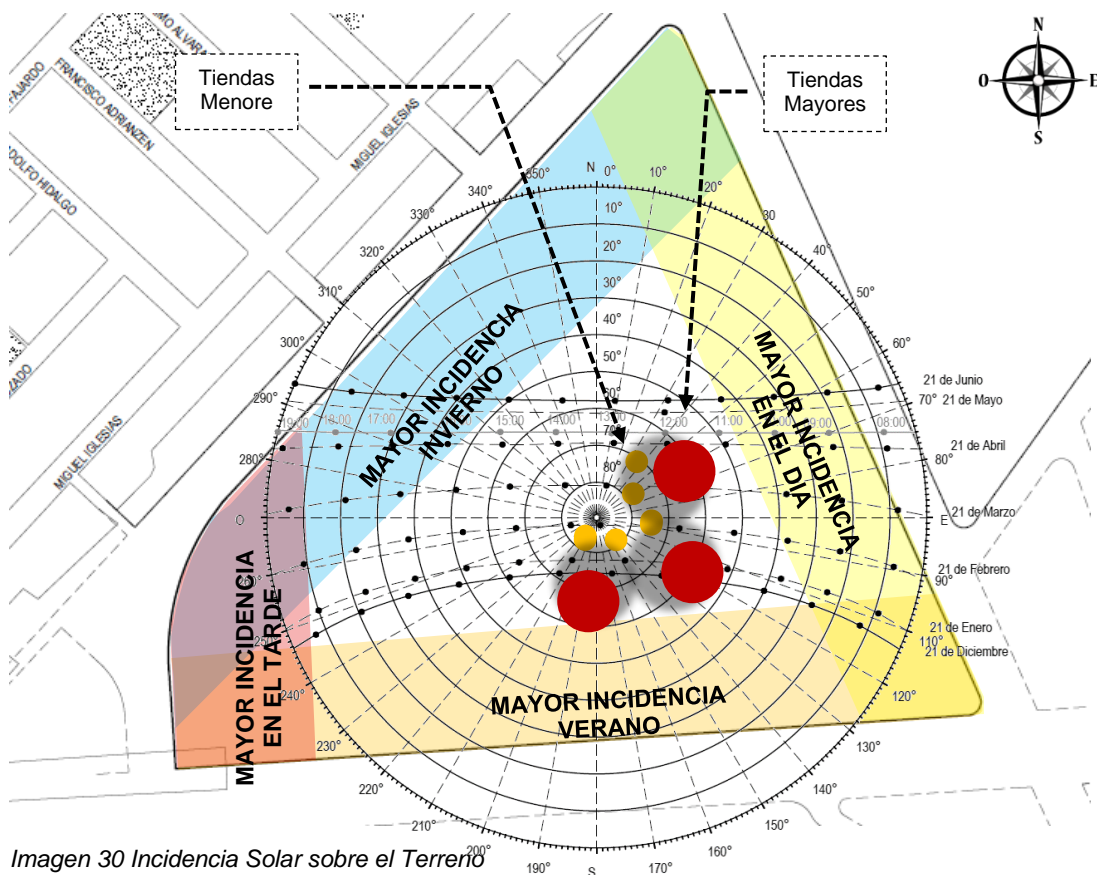 MO ALVARA
FAJARDO
FRANCISCO ADRIANZEN
DOLFO HIDALGO
MIGUEL IGLESIAS
MIGUEL IGLESIAS
Tiendas
Menore
Tiendas
Mayores
N
O
E
S
N
0°
10°
20°
30
40°
50°
60°
70°
80°
90°
110°
120°
130°
140°
150°
160°
170°
S
190°
200°
210°
220°
230°
240°
250°
260°
O
280°
290°
300°
310°
320°
330°
340°
350°
E
10°
20°
30°
40°
50°
70°
80°
19:00
18:00
17:00
15:00
14:00
13:00
12:00
11:00
10:00
09:00
08:00
21 de Junio
21 de Mayo
21 de Abril
21 de Marzo
21 de Febrero
21 de Enero
21 de Diciembre
MAYOR INCIDENCIA
INVIERNO
MAYOR INCIDENCIA
EN EL DIA
MAYOR INCIDENCIA
EN EL TARDE
MAYOR INCIDENCIA
VERANO
Imagen 30 Incidencia Solar sobre el Terreno